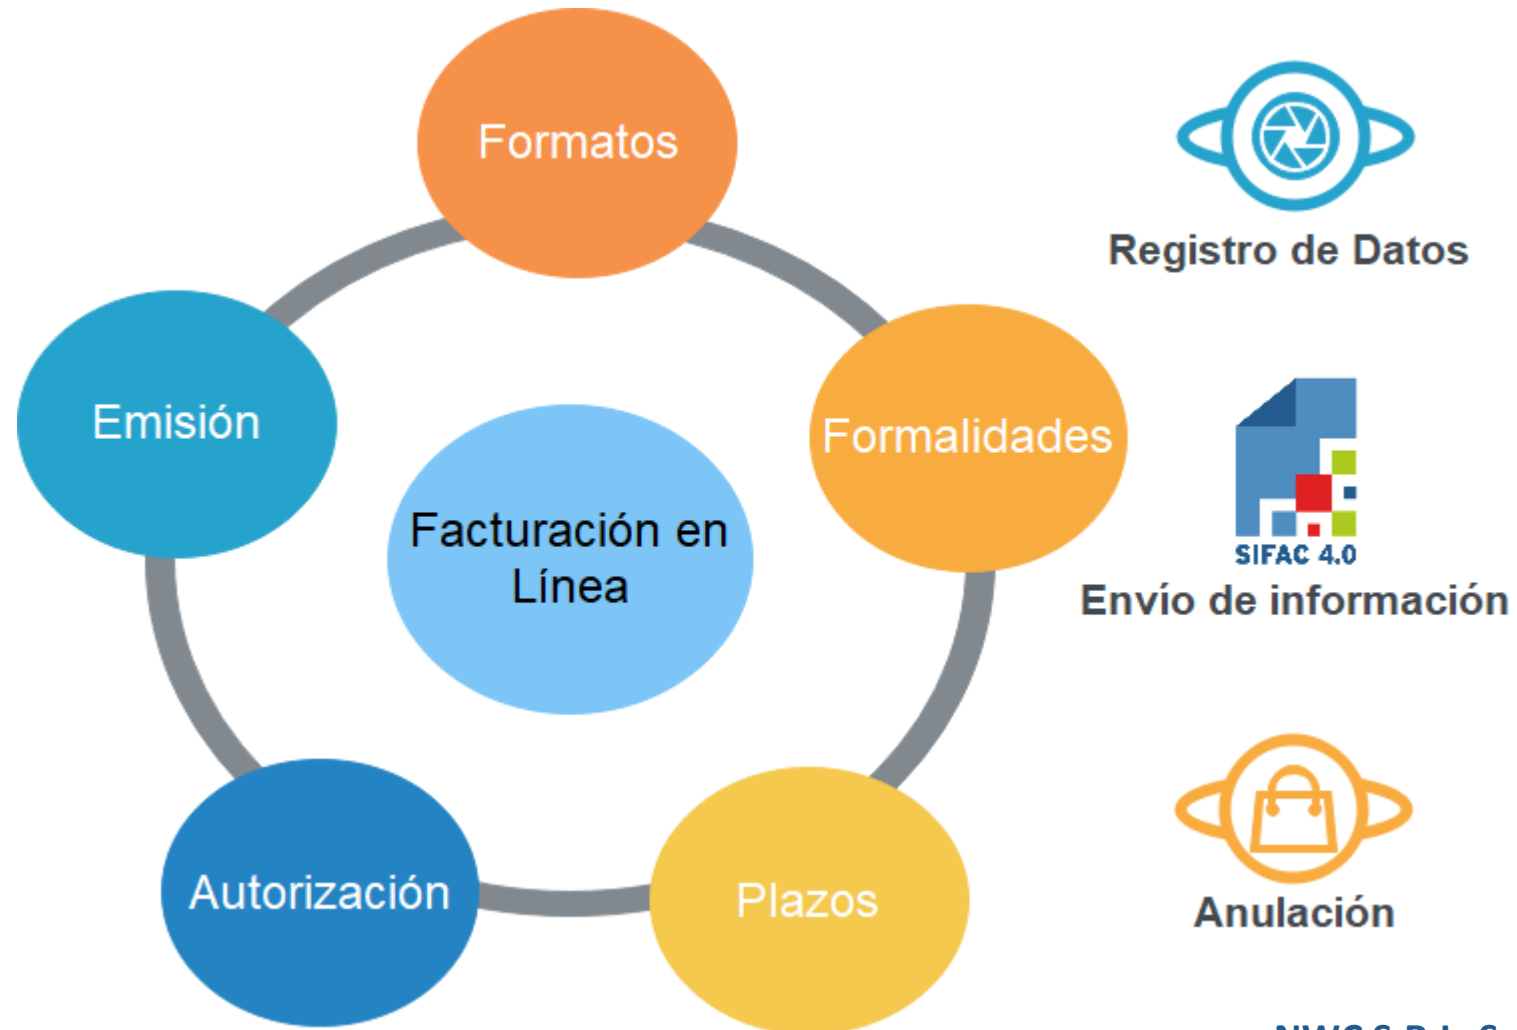 Formatos
Emisión
Formalidades
Facturación en
Línea
Autorización
Plazos
Registro de Datos
SIFAC 4.0
Envío de información
Anulación